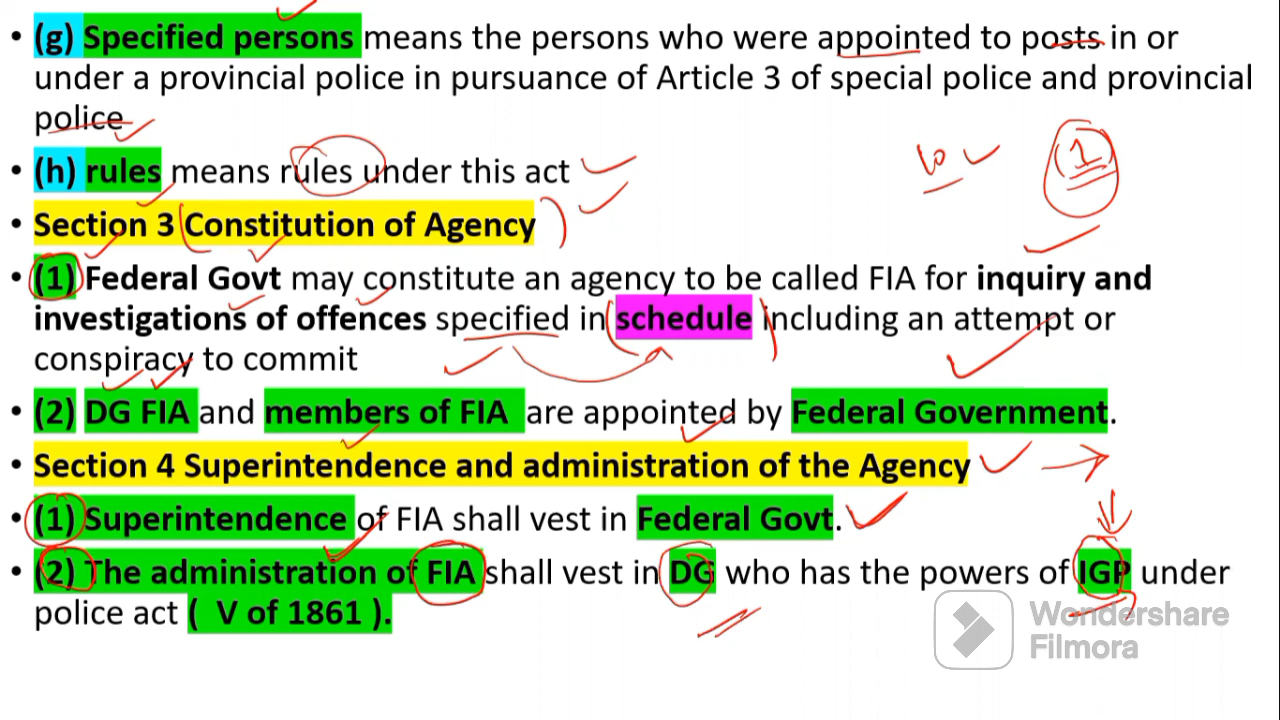 • (g) Specified persons means the persons who were appointed to posts in or
under a provincial police in pursuance of Article 3 of special police and provincial
police
• (h) rules means rules under this act
10
1
• Section 3 (Constitution of Agency)
• (1) Federal Govt may constitute an agency to be called FIA for inquiry and
investigations of offences specified in schedule including an attempt or
conspiracy to commit
• (2) DG FIA and members of FIA are appointed by Federal Government.
• Section 4 Superintendence and administration of the Agency
• (1) Superintendence of FIA shall vest in Federal Govt.
• (2) The administration of FIA shall vest in DG who has the powers of IGP under
police act ( V of 1861 ).
Wondershare
Filmora